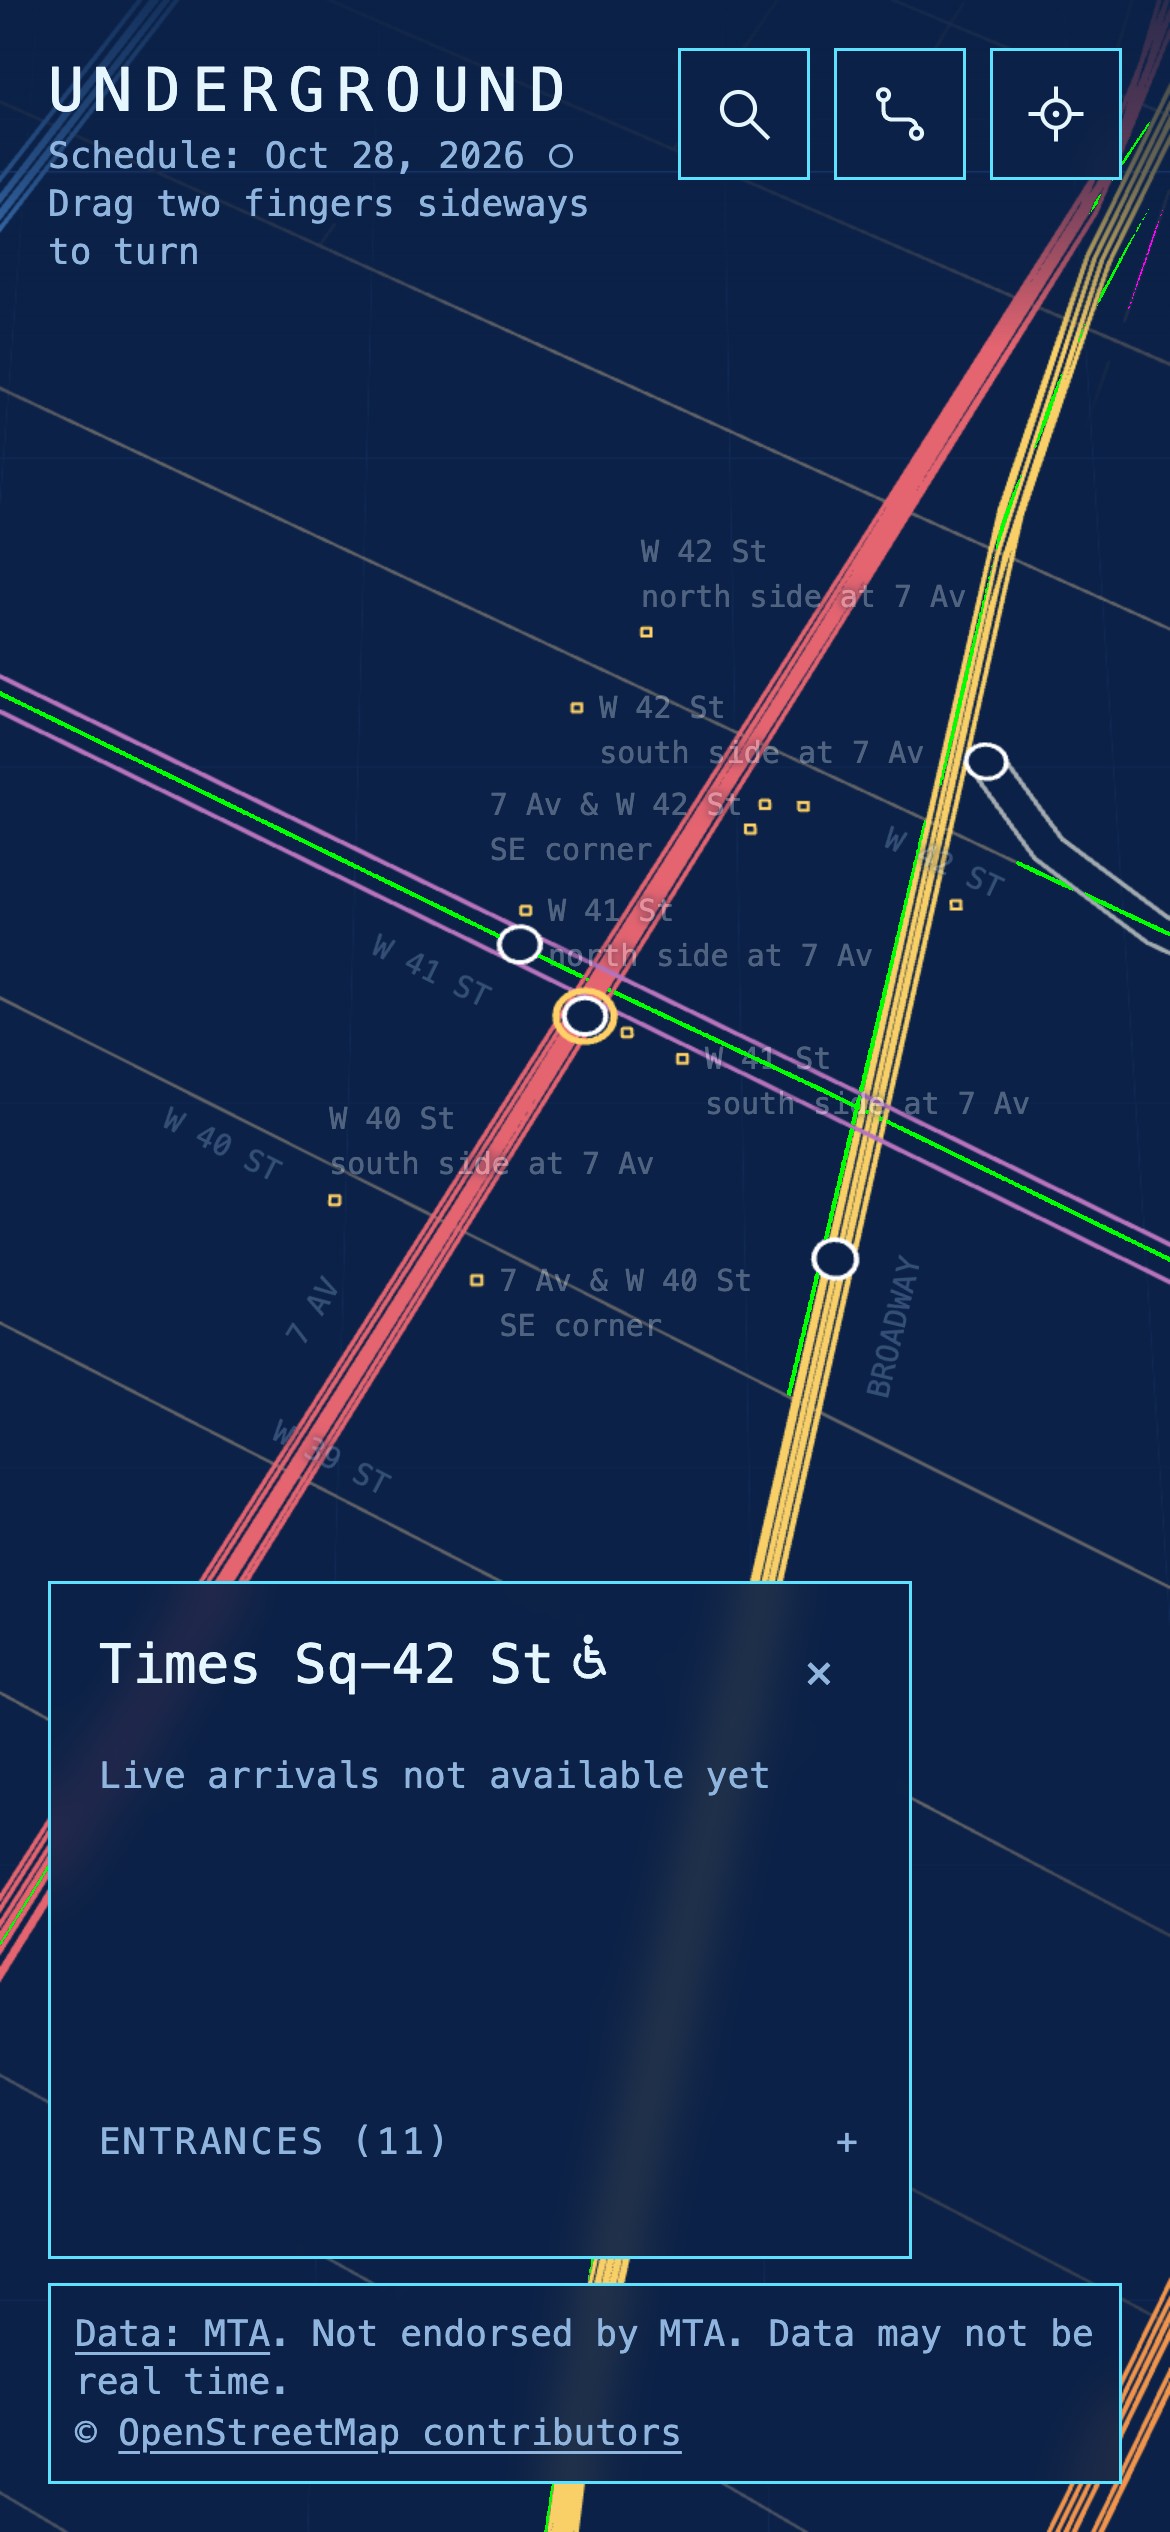 UNDERGROUND
Schedule: Oct 28, 2026
Drag two fingers sideways
to turn
W 42 St
north side at 7 Av
W 42 St
south side at 7 Av
7 Av & W 42 St
SE corner
W 42 ST
W 41 St
north side at 7 Av
W 41 ST
W 41 St
south side at 7 Av
W 40 St
south side at 7 Av
W 40 ST
7 Av & W 40 St
SE corner
7 AV
BROADWAY
W 39 ST
Times Sq–42 St
×
Live arrivals not available yet
ENTRANCES (11) +
Data: MTA. Not endorsed by MTA. Data may not be
real time.
© OpenStreetMap contributors